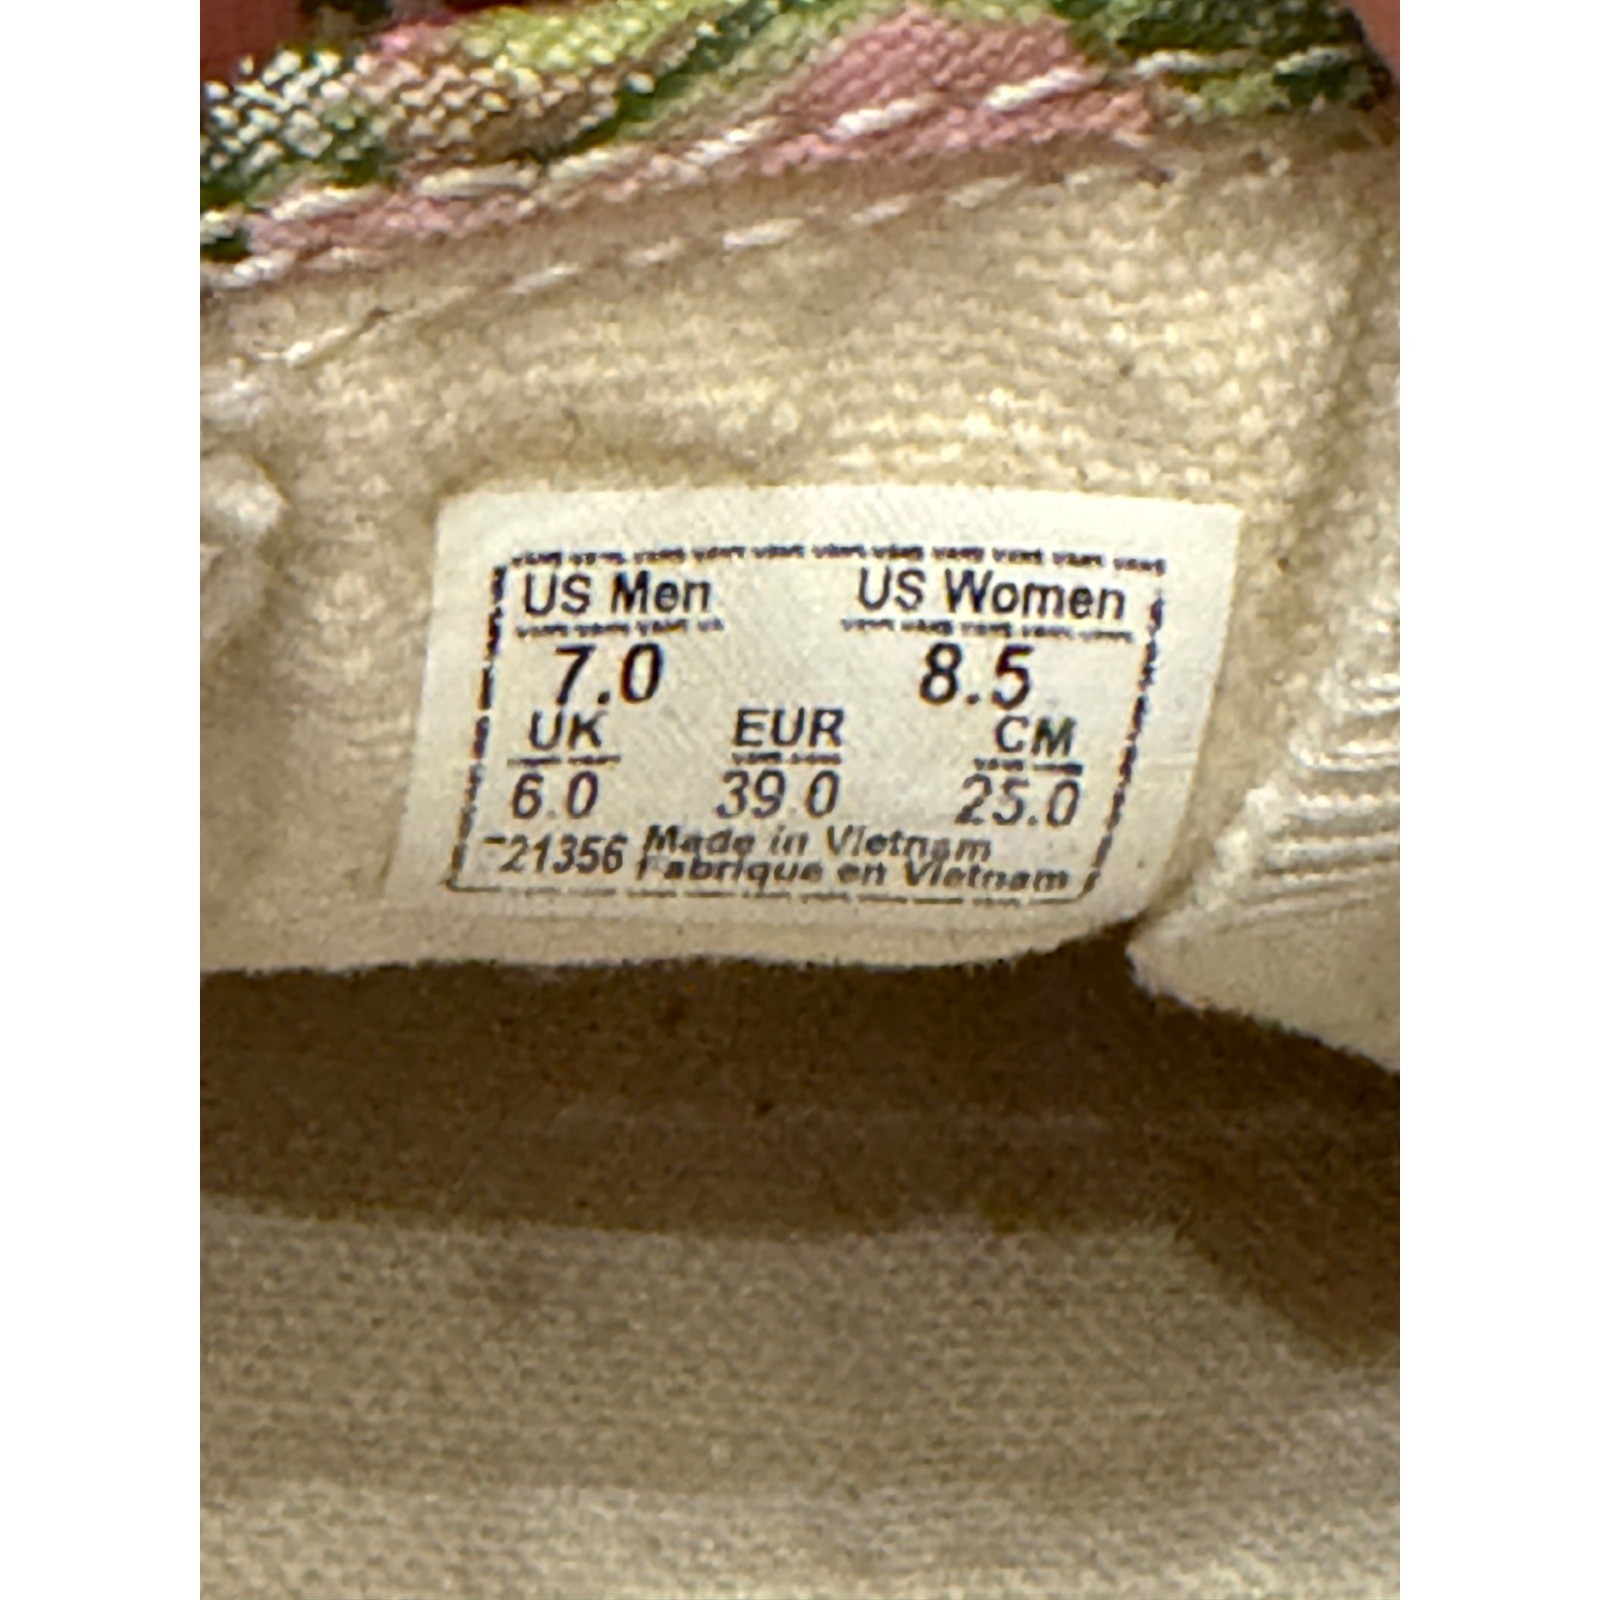 US Men US Women
7.0 8.5
UK EUR CM
6.0 39.0 25.0
21356 Made in Vietnam
Fabrique en Vietnam